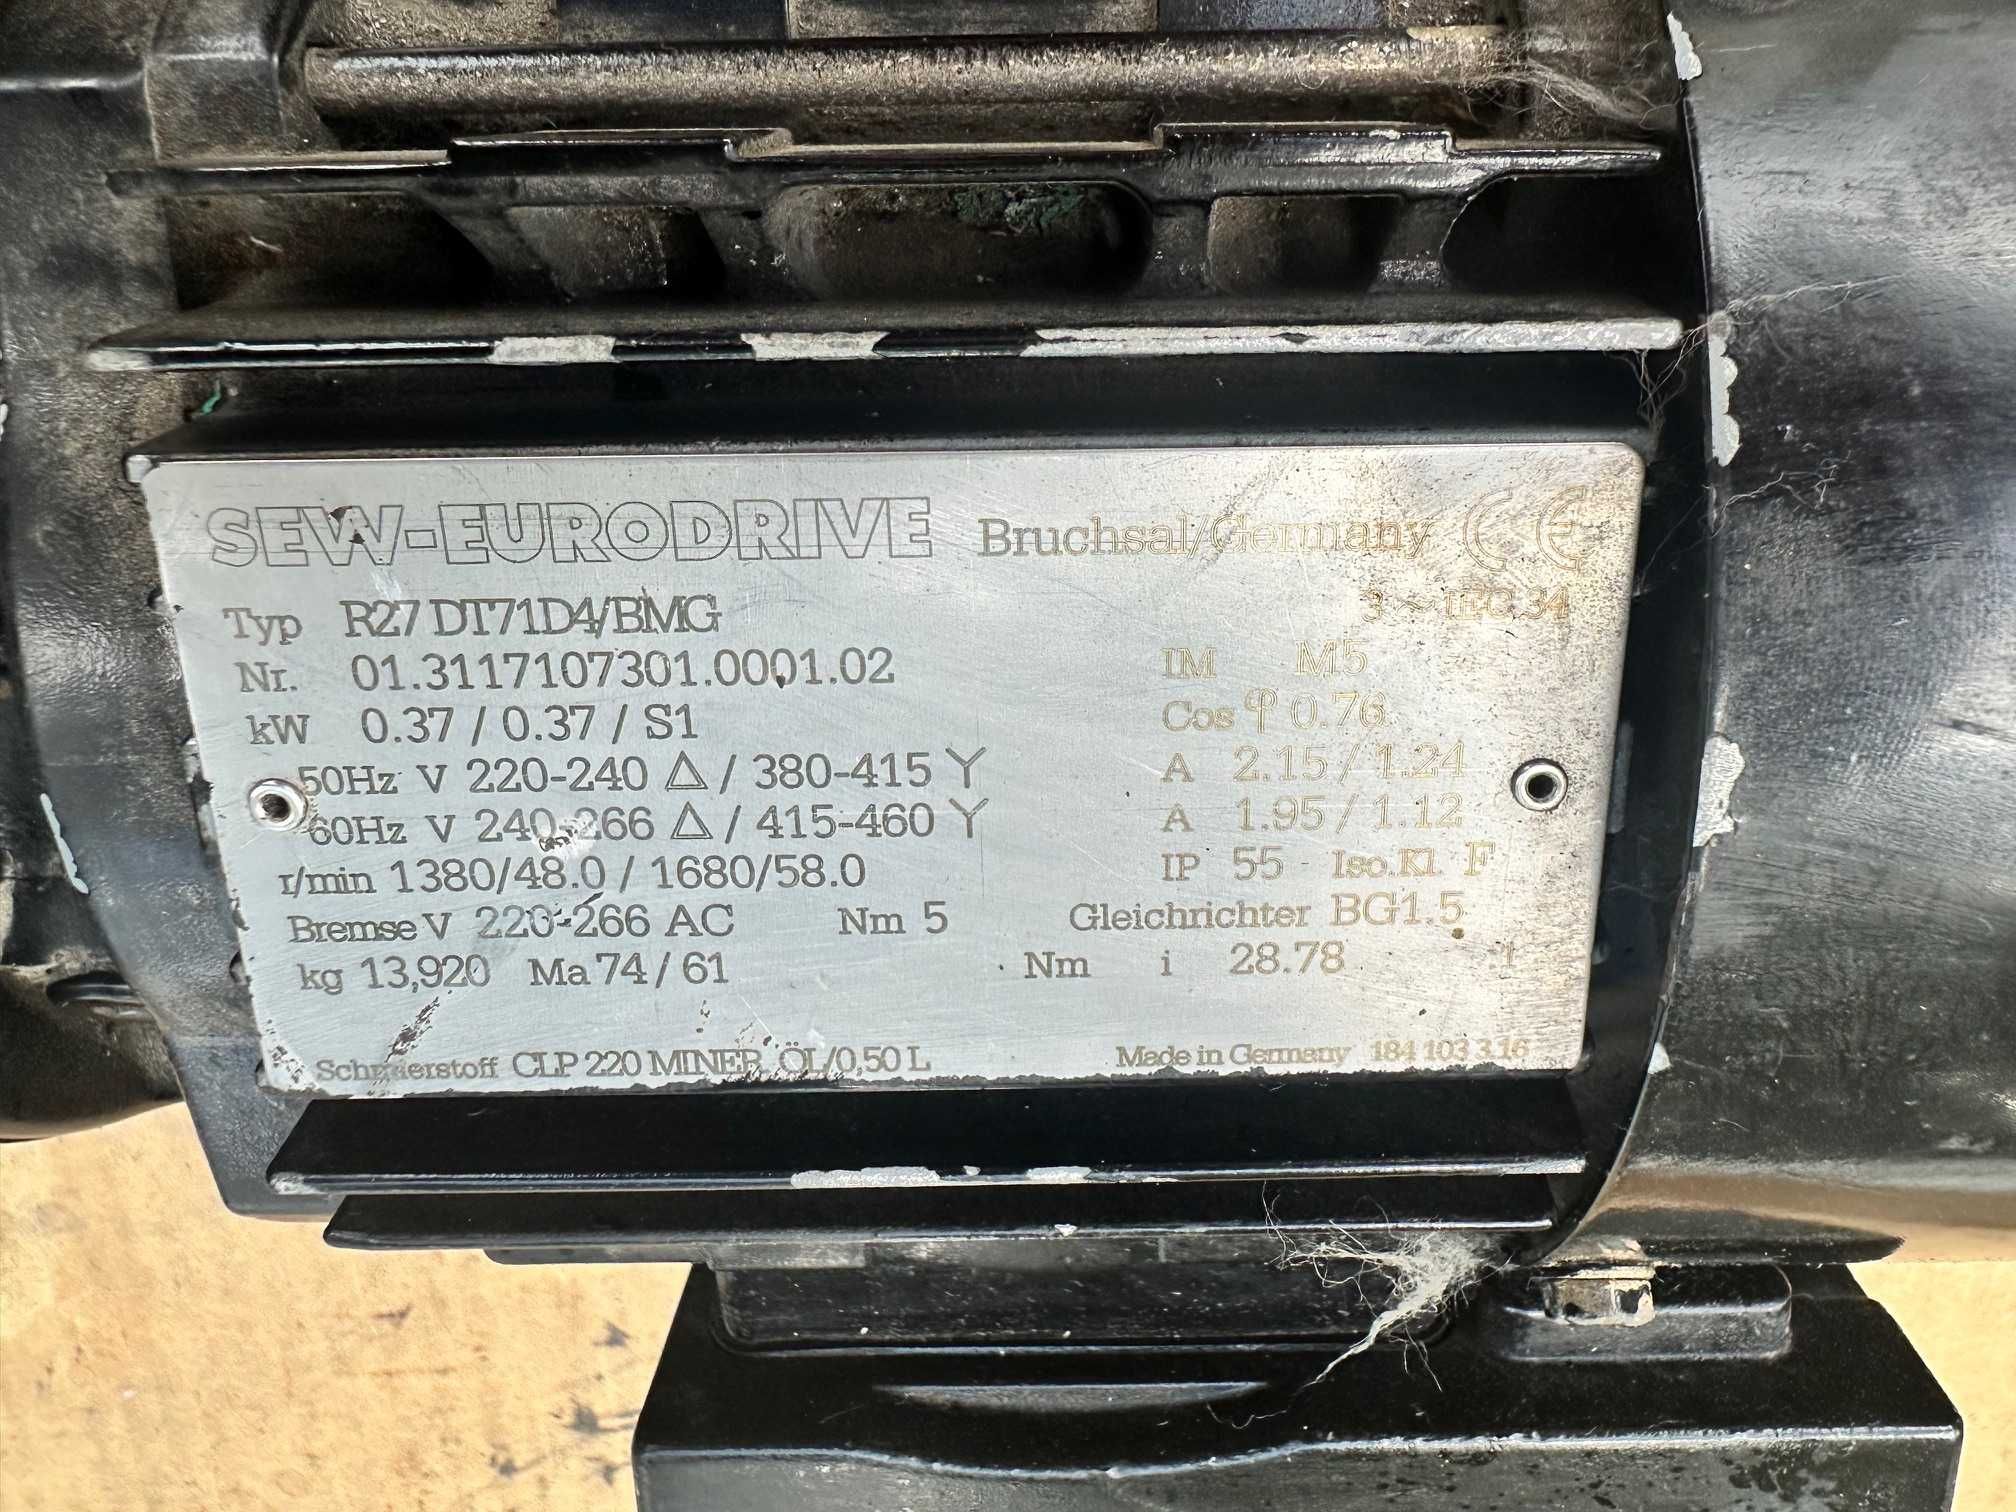 SEW-EURODRIVE Bruchsal/Germany CE
3 ~ IEC 34
Typ R27 DT71D4/BMG
Nr. 01.3117107301.0001.02 IM M5
kW 0.37 / 0.37 / S1 Cos φ 0.76
50Hz V 220-240 △ / 380-415 Y A 2.15 / 1.24
60Hz V 240-266 △ / 415-460 Y A 1.95 / 1.12
r/min 1380/48.0 / 1680/58.0 IP 55 Iso.Kl. F
Bremse V 220-266 AC Nm 5 Gleichrichter BG1.5
kg 13,920 Ma 74 / 61 Nm i 28.78 :1
Schmierstoff CLP 220 MINER. ÖL/0,50 L Made in Germany 184 103 3.16